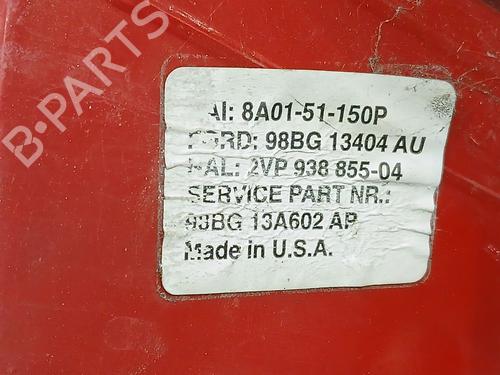 B-PARTS
AI: 8A01-51-150P
FORD: 98BG 13404 AU
HAL: 2VP 938 855-04
SERVICE PART NR.:
93BG 13A602 AP
Made in U.S.A.